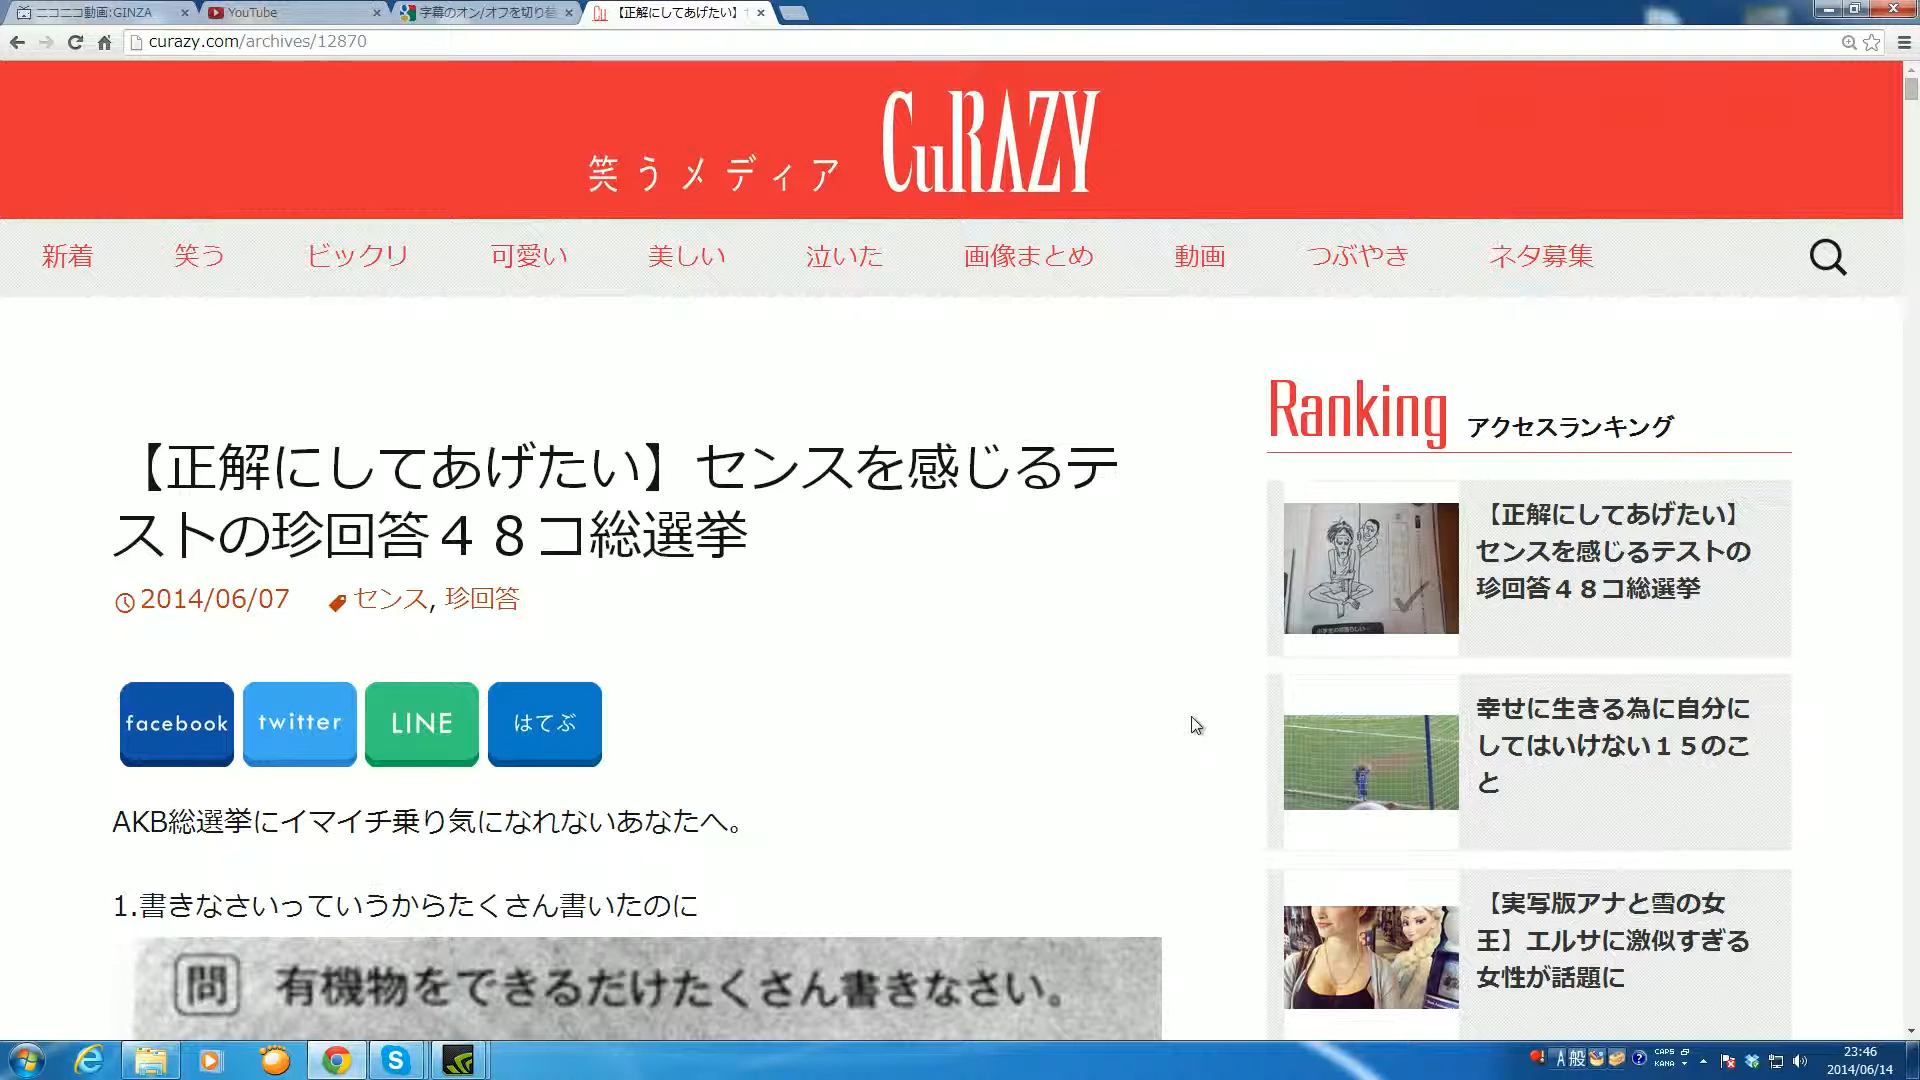 ニコニコ動画:GINZA
YouTube
字幕のオン/オフを切り替
【正解にしてあげたい】
curazy.com/archives/12870
笑うメディア CuRAZY
新着 笑う ビックリ 可愛い 美しい 泣いた 画像まとめ 動画 つぶやき ネタ募集
【正解にしてあげたい】センスを感じるテ
ストの珍回答４８コ総選挙
2014/06/07 センス, 珍回答
facebook twitter LINE はてぶ
AKB総選挙にイマイチ乗り気になれないあなたへ。
1.書きなさいっていうからたくさん書いたのに
問 有機物をできるだけたくさん書きなさい。
Ranking アクセスランキング
【正解にしてあげたい】
センスを感じるテストの
珍回答４８コ総選挙
幸せに生きる為に自分に
してはいけない１５のこ
と
【実写版アナと雪の女
王】エルサに激似すぎる
女性が話題に
A 般 CAPS
KANA
23:46
2014/06/14